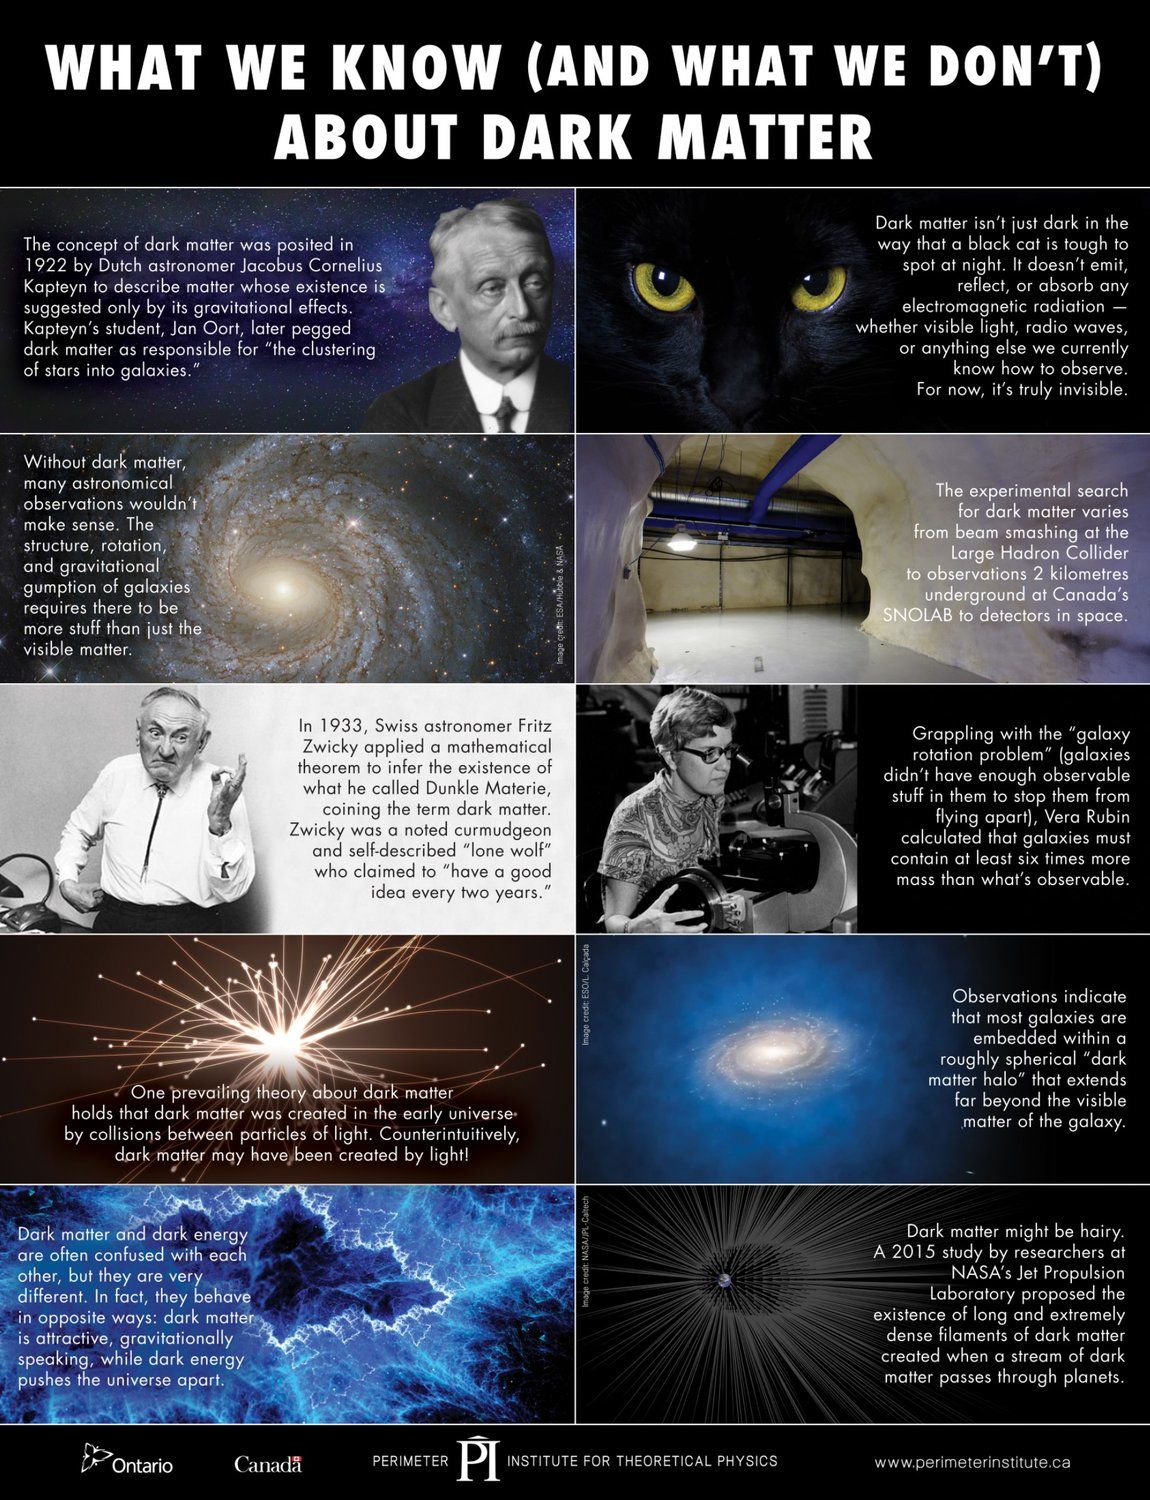 WHAT WE KNOW (AND WHAT WE DON'T)
ABOUT DARK MATTER
The concept of dark matter was posited in
1922 by Dutch astronomer Jacobus Cornelius
Kapteyn to describe matter whose existence is
suggested only by its gravitational effects.
Kapteyn's student, Jan Oort, later pegged
dark matter as responsible for "the clustering
of stars into galaxies."
Dark matter isn't just dark in the
way that a black cat is tough to
spot at night. It doesn't emit,
reflect, or absorb any
electromagnetic radiation —
whether visible light, radio waves,
or anything else we currently
know how to observe.
For now, it's truly invisible.
Without dark matter,
many astronomical
observations wouldn't
make sense. The
structure, rotation,
and gravitational
gumption of galaxies
requires there to be
more stuff than just the
visible matter.
Image credit: ESA/Hubble & NASA
The experimental search
for dark matter varies
from beam smashing at the
Large Hadron Collider
to observations 2 kilometres
underground at Canada's
SNOLAB to detectors in space.
In 1933, Swiss astronomer Fritz
Zwicky applied a mathematical
theorem to infer the existence of
what he called Dunkle Materie,
coining the term dark matter.
Zwicky was a noted curmudgeon
and self-described "lone wolf"
who claimed to "have a good
idea every two years."
Grappling with the "galaxy
rotation problem" (galaxies
didn't have enough observable
stuff in them to stop them from
flying apart), Vera Rubin
calculated that galaxies must
contain at least six times more
mass than what's observable.
One prevailing theory about dark matter
holds that dark matter was created in the early universe
by collisions between particles of light. Counterintuitively,
dark matter may have been created by light!
Image credit: ESO/L. Calçada
Observations indicate
that most galaxies are
embedded within a
roughly spherical "dark
matter halo" that extends
far beyond the visible
matter of the galaxy.
Dark matter and dark energy
are often confused with each
other, but they are very
different. In fact, they behave
in opposite ways: dark matter
is attractive, gravitationally
speaking, while dark energy
pushes the universe apart.
Image credit: NASA/JPL-Caltech
Dark matter might be hairy.
A 2015 study by researchers at
NASA's Jet Propulsion
Laboratory proposed the
existence of long and extremely
dense filaments of dark matter
created when a stream of dark
matter passes through planets.
Ontario
Canada
PERIMETER PI INSTITUTE FOR THEORETICAL PHYSICS
www.perimeterinstitute.ca